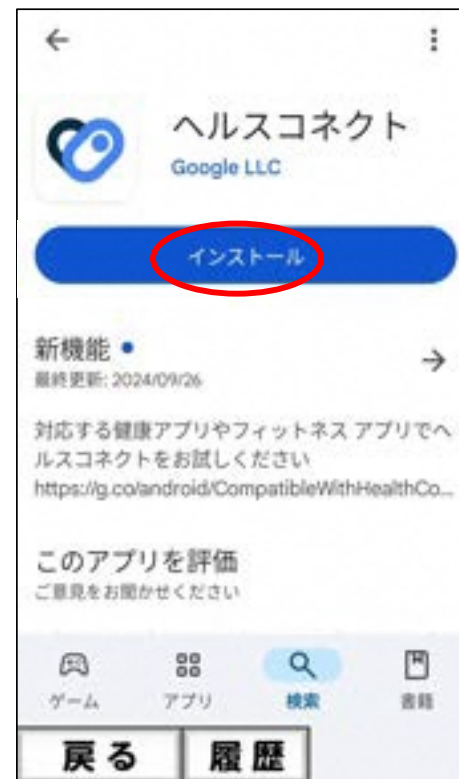 ヘルスコネクト
Google LLC
インストール
新機能
最終更新: 2024/09/26
対応する健康アプリやフィットネス アプリでヘ
ルスコネクトをお試しください
https://g.co/android/CompatibleWithHealthCo...
このアプリを評価
ご意見をお聞かせください
ゲーム
アプリ
検索
書籍
戻る
履歴